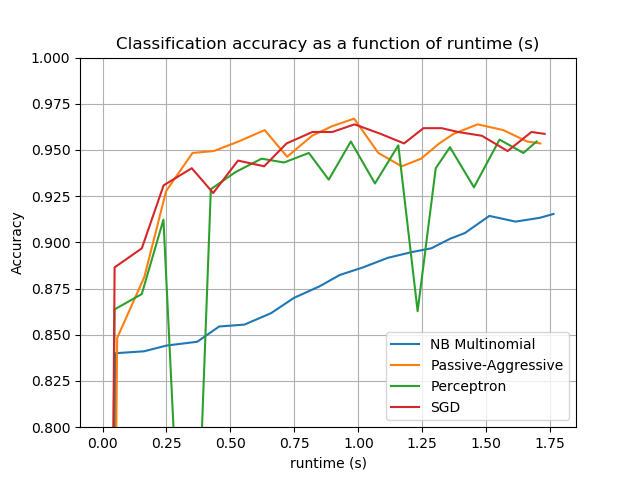 Classification accuracy as a function of runtime (s)
1.000
0.975
0.950
0.925
0.900
0.875
0.850
0.825
0.800
Accuracy
0.00 0.25 0.50 0.75 1.00 1.25 1.50 1.75
runtime (s)
NB Multinomial
Passive-Aggressive
Perceptron
SGD